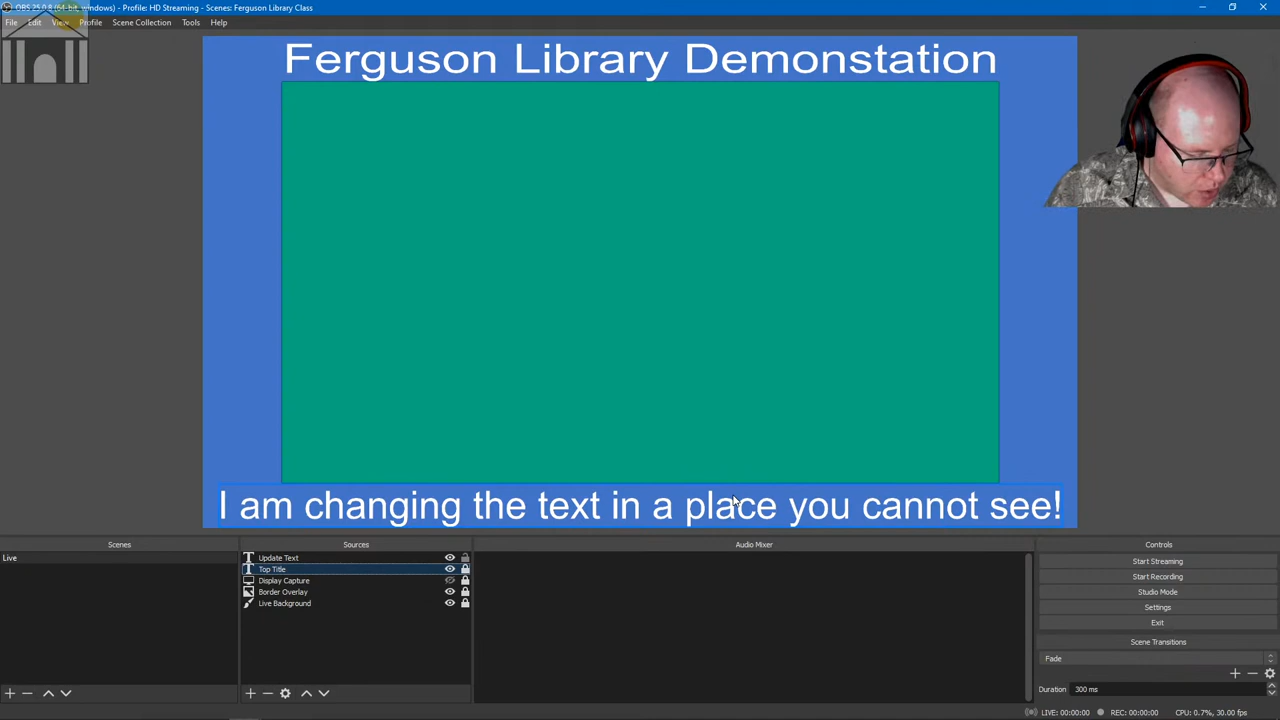 OBS 25.0.8 (64-bit, windows) - Profile: HD Streaming - Scenes: Ferguson Library Class
File Edit View Profile Scene Collection Tools Help
Ferguson Library Demonstation
I am changing the text in a place you cannot see!
Scenes
Live
Sources
Update Text
Top Title
Display Capture
Border Overlay
Live Background
Audio Mixer
Controls
Start Streaming
Start Recording
Studio Mode
Settings
Exit
Scene Transitions
Fade
Duration 300 ms
LIVE: 00:00:00 REC: 00:00:00 CPU: 0.7%, 30.00 fps